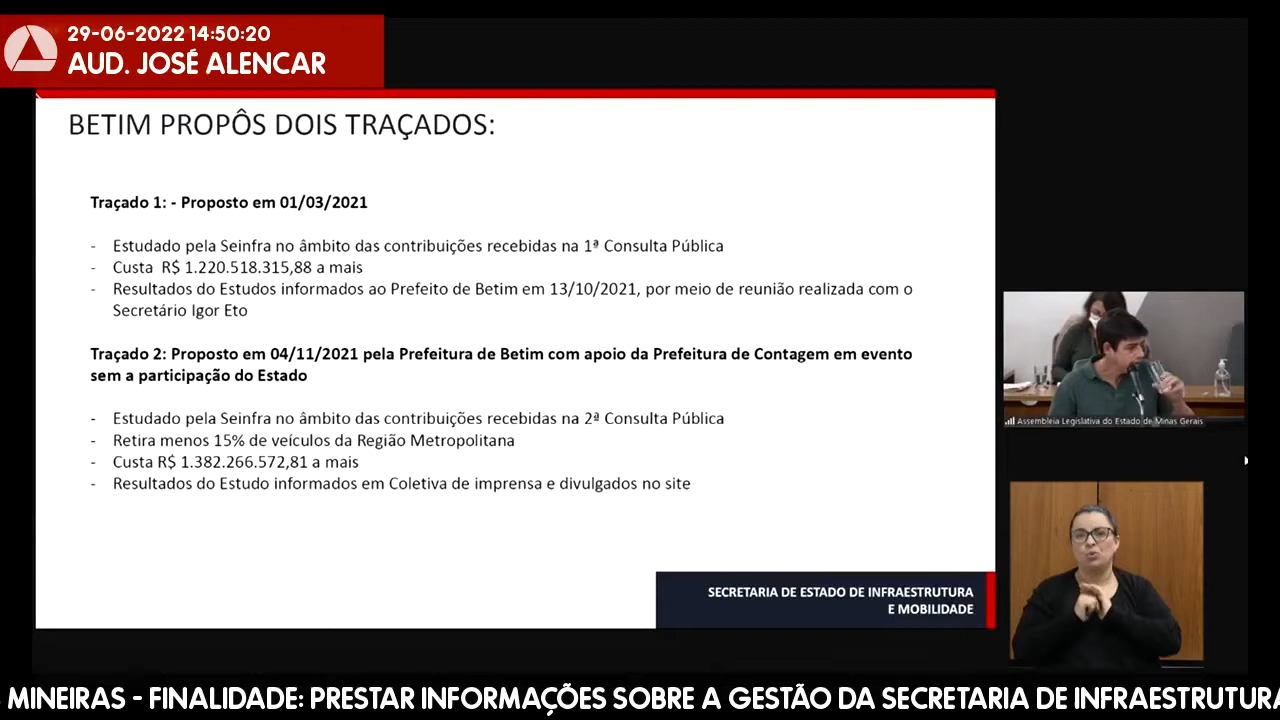 29-06-2022 14:50:20
AUD. JOSÉ ALENCAR
BETIM PROPÔS DOIS TRAÇADOS:
Traçado 1: - Proposto em 01/03/2021
- Estudado pela Seinfra no âmbito das contribuições recebidas na 1ª Consulta Pública
- Custa R$ 1.220.518.315,88 a mais
- Resultados do Estudos informados ao Prefeito de Betim em 13/10/2021, por meio de reunião realizada com o
Secretário Igor Eto
Traçado 2: Proposto em 04/11/2021 pela Prefeitura de Betim com apoio da Prefeitura de Contagem em evento
sem a participação do Estado
- Estudado pela Seinfra no âmbito das contribuições recebidas na 2ª Consulta Pública
- Retira menos 15% de veículos da Região Metropolitana
- Custa R$ 1.382.266.572,81 a mais
- Resultados do Estudo informados em Coletiva de imprensa e divulgados no site
SECRETARIA DE ESTADO DE INFRAESTRUTURA
E MOBILIDADE
Assembleia Legislativa do Estado de Minas Gerais
MINEIRAS - FINALIDADE: PRESTAR INFORMAÇÕES SOBRE A GESTÃO DA SECRETARIA DE INFRAESTRUTURA